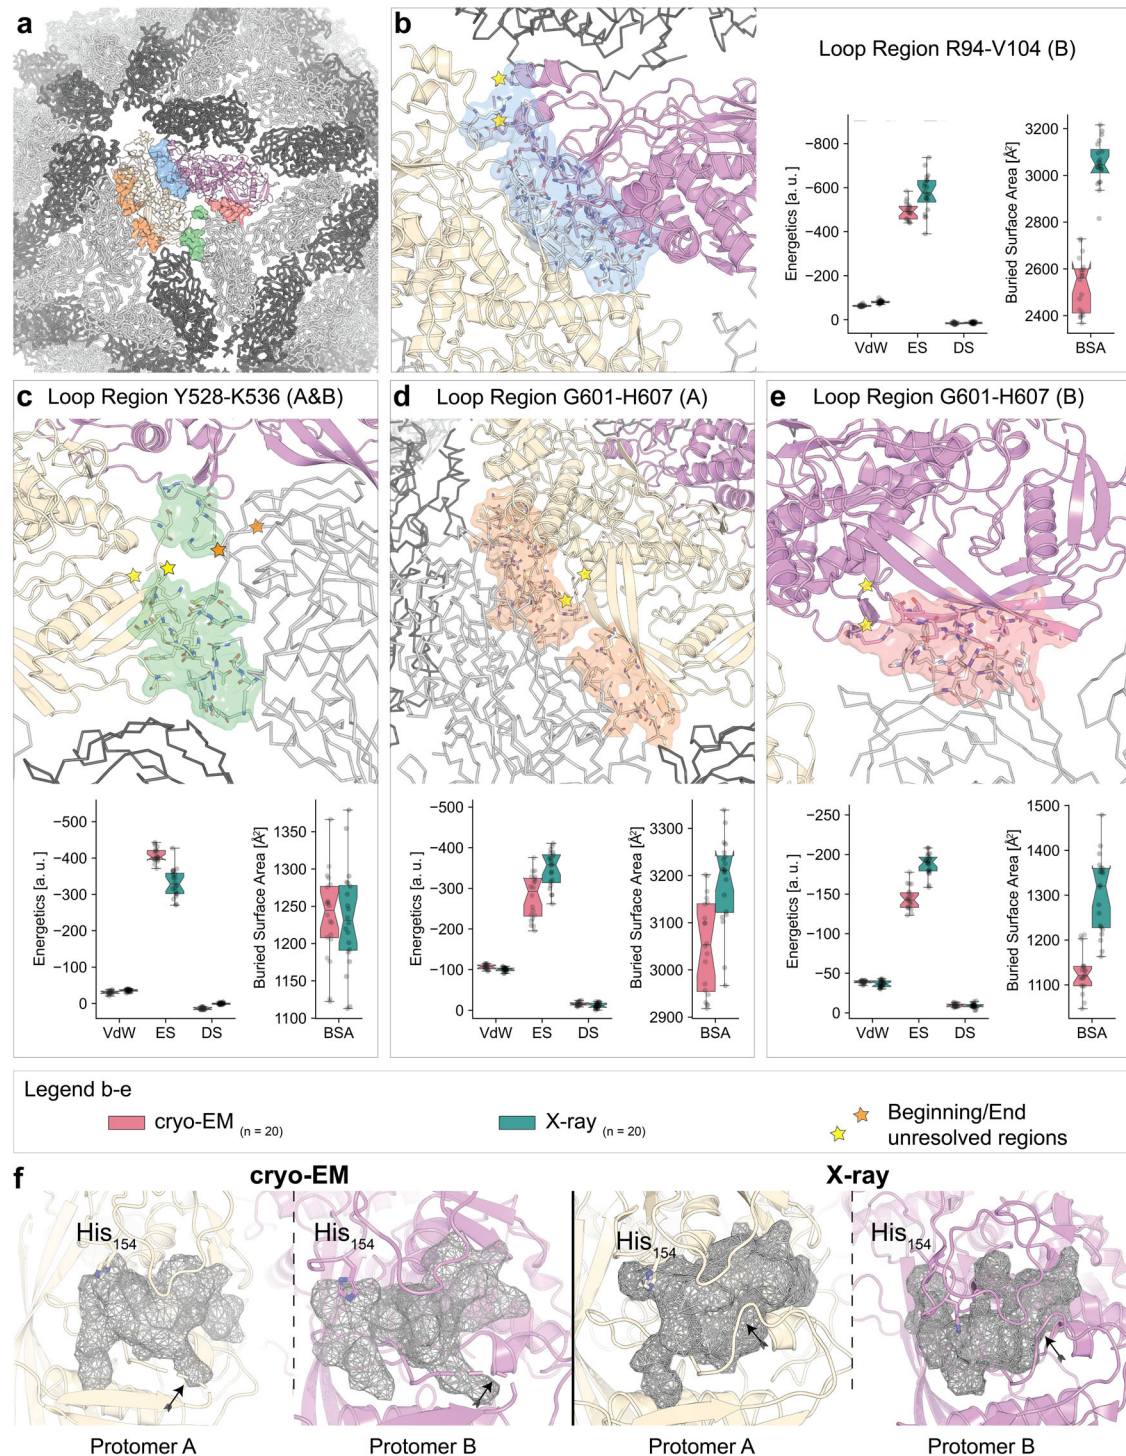 a
b
Loop Region R94-V104 (B)
Energetics [a. u. ]
−800
−600
−400
−200
0
VdW
ES
DS
Buried Surface Area [Å²]
3200
3000
2800
2600
2400
BSA
c
Loop Region Y528-K536 (A&B)
Energetics [a. u. ]
−500
−400
−300
−200
−100
0
VdW
ES
DS
Buried Surface Area [Å²]
1350
1300
1250
1200
1150
1100
BSA
d
Loop Region G601-H607 (A)
Energetics [a. u. ]
−500
−400
−300
−200
−100
0
VdW
ES
DS
Buried Surface Area [Å²]
3300
3200
3100
3000
2900
BSA
e
Loop Region G601-H607 (B)
Energetics [a. u. ]
−250
−200
−150
−100
−50
0
VdW
ES
DS
Buried Surface Area [Å²]
1500
1400
1300
1200
1100
BSA
Legend b-e
cryo-EM (n = 20)
X-ray (n = 20)
Beginning/End
unresolved regions
f
cryo-EM
X-ray
His154
His154
His154
His154
Protomer A
Protomer B
Protomer A
Protomer B